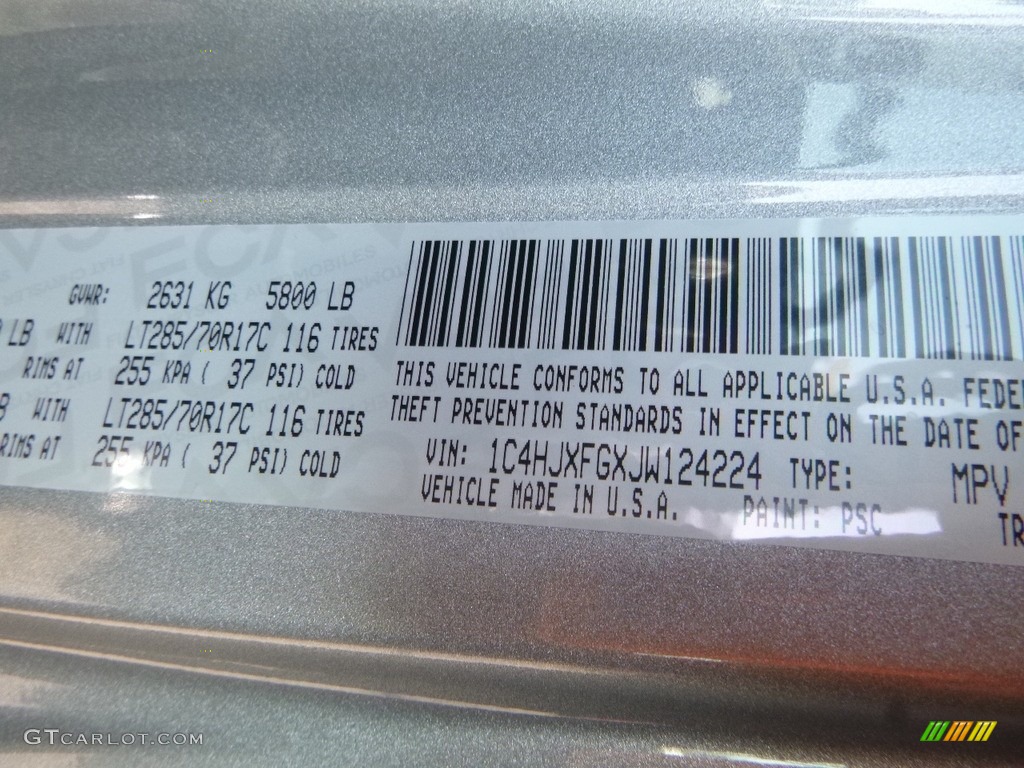 GVWR: 2631 KG 5800 LB
LB WITH LT285/70R17C 116 TIRES
RIMS AT 255 KPA ( 37 PSI) COLD
WITH LT285/70R17C 116 TIRES
RIMS AT 255 KPA ( 37 PSI) COLD
THIS VEHICLE CONFORMS TO ALL APPLICABLE U.S.A. FEDE
THEFT PREVENTION STANDARDS IN EFFECT ON THE DATE OF
VIN: 1C4HJXFGXJW124224 TYPE: MPV
VEHICLE MADE IN U.S.A. PAINT: PSC
TR
GTCARLOT.COM